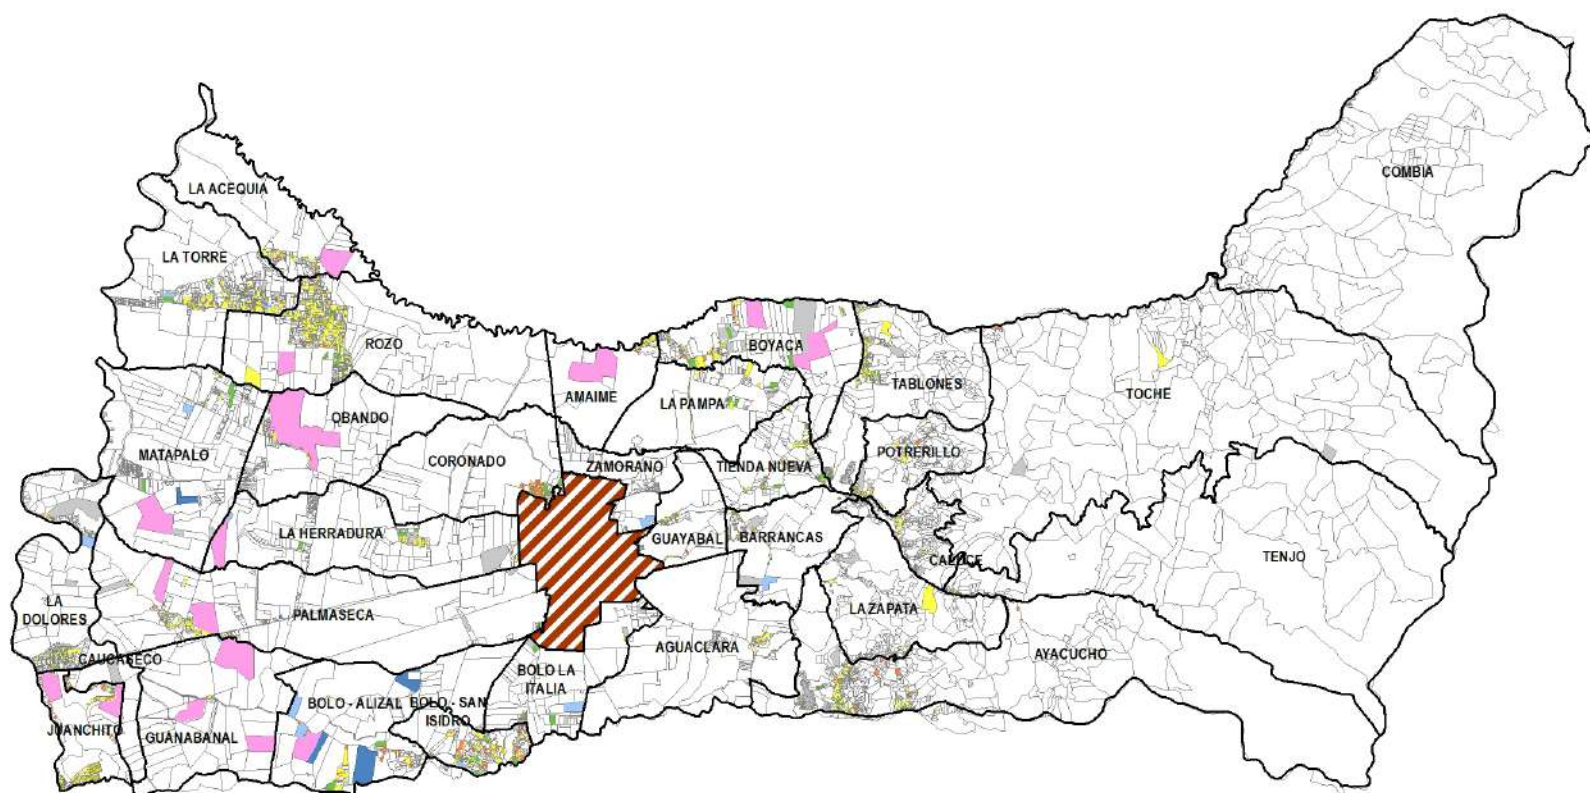 COMBIA
LA ACEQUIA
LA TORRE
ROZO
BOYACA
AMAIME
TABLONES
TOCHE
LA PAMPA
OBANDO
MATAPALO
CORONADO
ZAMORANO
TIENDA NUEVA
POTRERILLO
LA HERRADURA
GUAYABAL
BARRANCAS
CALUCE
TENJO
LA
DOLORES
PALMASECA
LA ZAPATA
AGUACLARA
AYACUCHO
CAUCASECO
BOLO LA
ITALIA
BOLO - ALIZAL
BOLO - SAN
ISIDRO
JUANCHITO
GUANABANAL